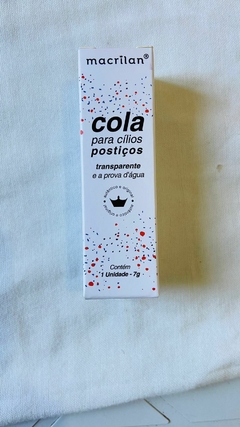 macrilan®
cola
para cílios
postiços
transparente
e a prova d'água
Contém
1 Unidade - 7g